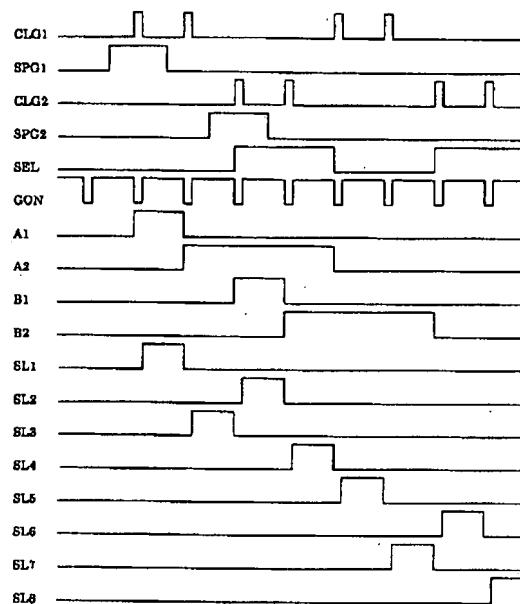 CLG1
SPG1
CLG2
SPG2
SEL
GON
A1
A2
B1
B2
SL1
SL2
SL3
SL4
SL5
SL6
SL7
SL8